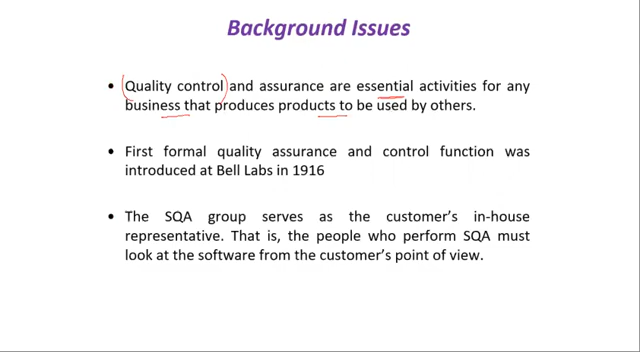 Background Issues
• Quality control and assurance are essential activities for any
business that produces products to be used by others.
• First formal quality assurance and control function was
introduced at Bell Labs in 1916
• The SQA group serves as the customer's in-house
representative. That is, the people who perform SQA must
look at the software from the customer's point of view.